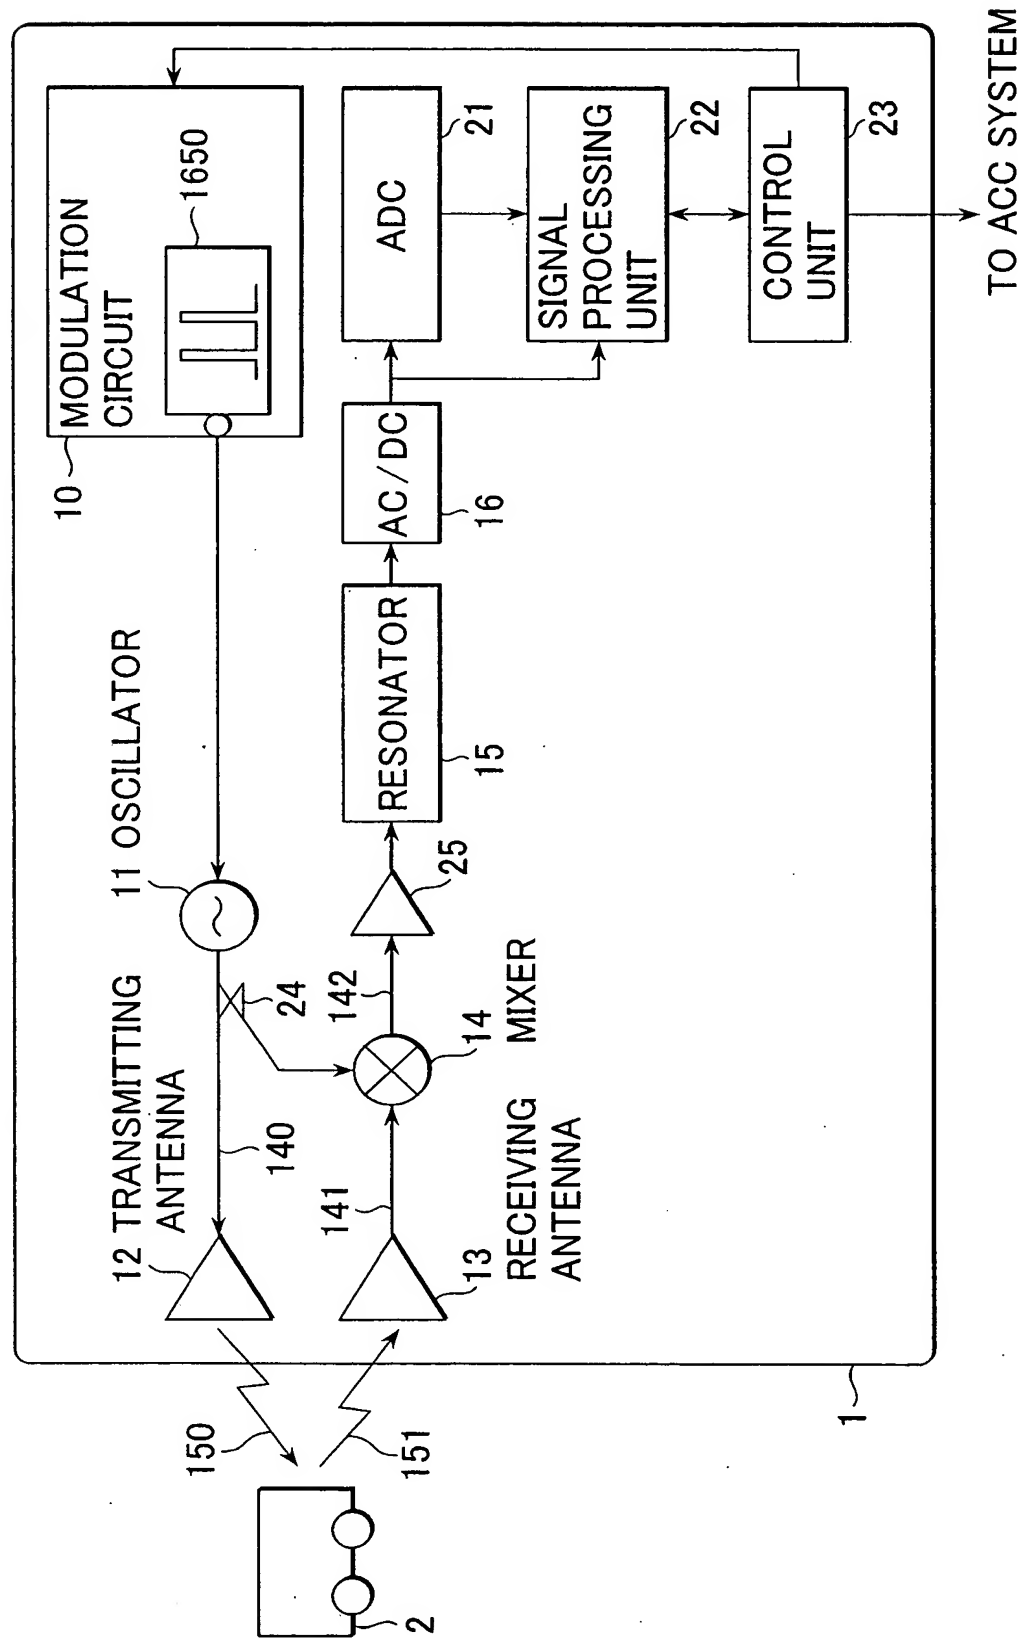 10
MODULATION
CIRCUIT
1650
11 OSCILLATOR
12 TRANSMITTING
ANTENNA
24
140
150
141
142
25
RESONATOR
15
AC/DC
16
ADC
21
SIGNAL
PROCESSING
UNIT
22
CONTROL
UNIT
23
14
MIXER
13
RECEIVING
ANTENNA
151
2
1
TO ACC SYSTEM